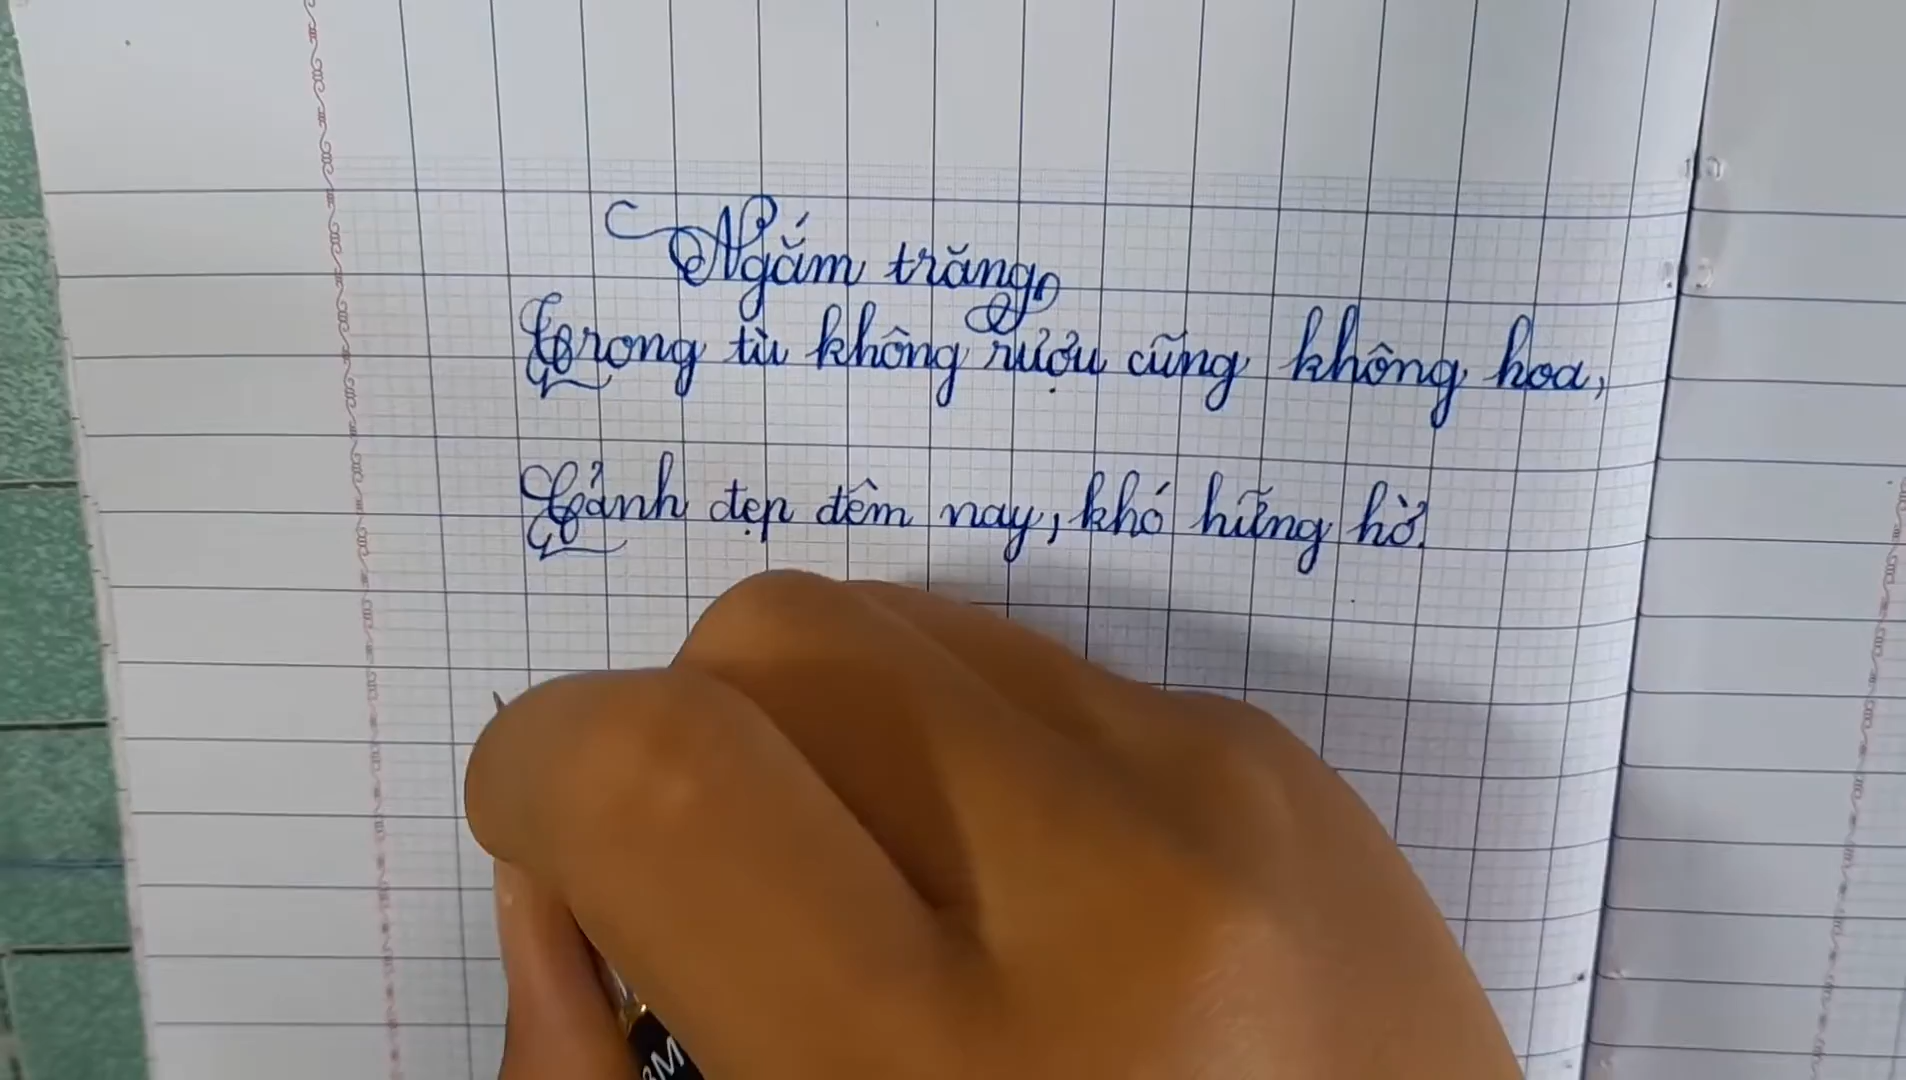 Ngắm trăng
Trong tù không rượu cũng không hoa,
Cảnh đẹp đêm nay, khó hững hờ.